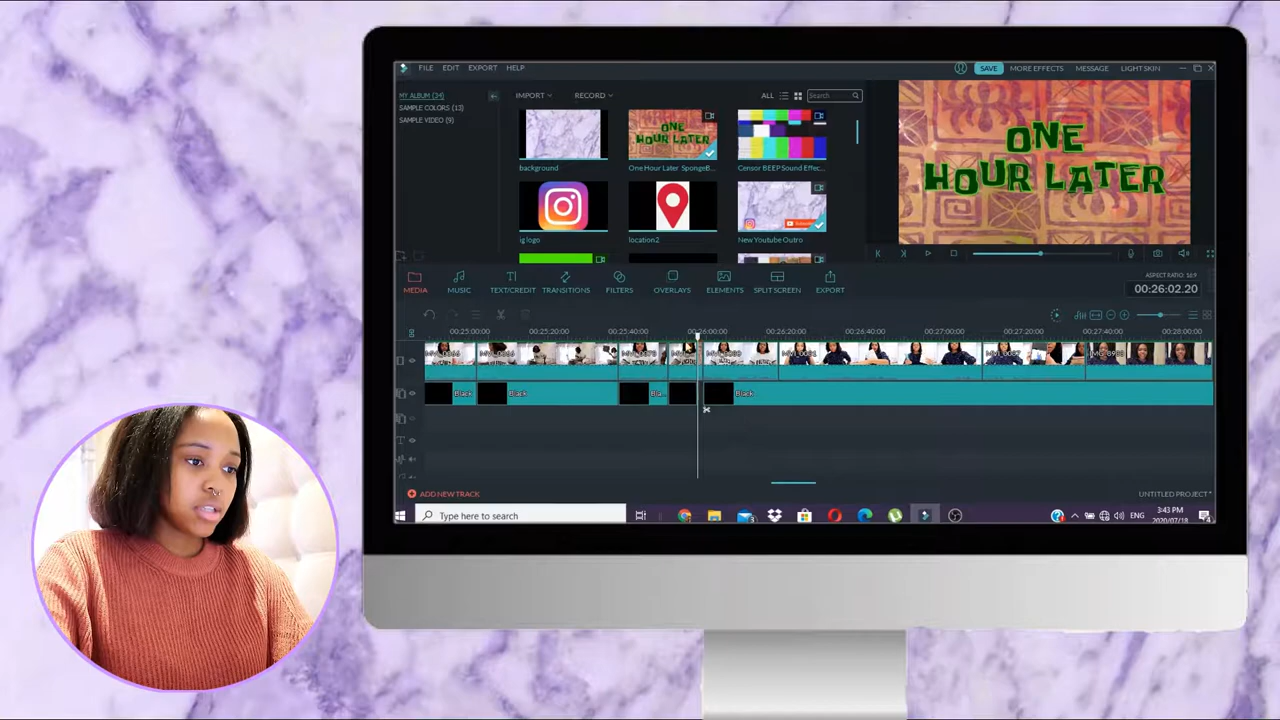 FILE EDIT EXPORT HELP
SAVE MORE EFFECTS MESSAGE LIGHT SKIN
MY ALBUM (34)
SAMPLE COLORS (13)
SAMPLE VIDEO (9)
IMPORT RECORD ALL Search
ONE
HOUR LATER
background One Hour Later SpongeB... Censor BEEP Sound Effec...
ig logo location2 New Youtube Outro
ONE
HOUR LATER
MEDIA MUSIC TEXT/CREDIT TRANSITIONS FILTERS OVERLAYS ELEMENTS SPLIT SCREEN EXPORT
ASPECT RATIO: 16:9
00:26:02.20
00:25:00:00 00:25:20:00 00:25:40:00 00:26:00:00 00:26:20:00 00:26:40:00 00:27:00:00 00:27:20:00 00:27:40:00 00:28:00:00
Black Black Bla... Black
ADD NEW TRACK UNTITLED PROJECT*
Type here to search
ENG
3:43 PM
2020/07/18